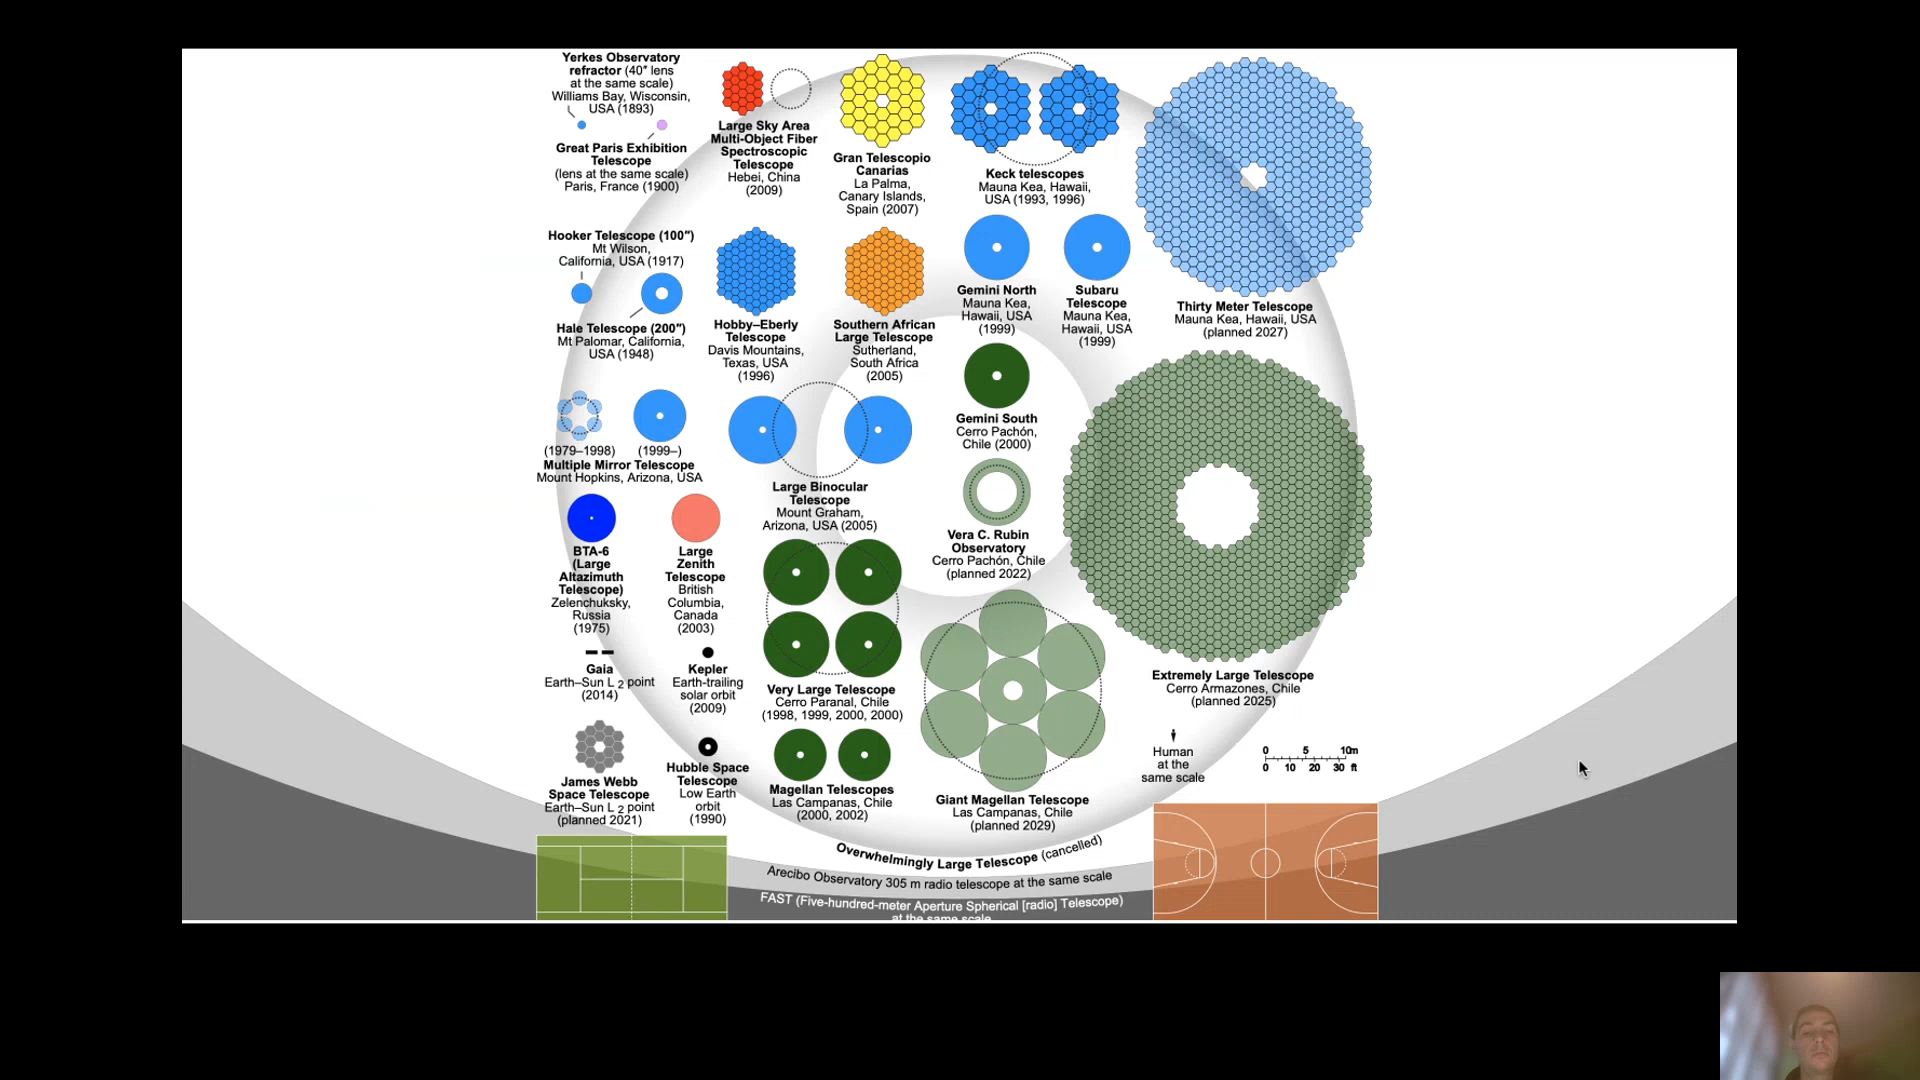 Yerkes Observatory
refractor (40″ lens
at the same scale)
Williams Bay, Wisconsin,
USA (1893)
Great Paris Exhibition
Telescope
(lens at the same scale)
Paris, France (1900)
Large Sky Area
Multi-Object Fiber
Spectroscopic
Telescope
Hebei, China
(2009)
Gran Telescopio
Canarias
La Palma,
Canary Islands,
Spain (2007)
Keck telescopes
Mauna Kea, Hawaii,
USA (1993, 1996)
Thirty Meter Telescope
Mauna Kea, Hawaii, USA
(planned 2027)
Hooker Telescope (100″)
Mt Wilson,
California, USA (1917)
Hale Telescope (200″)
Mt Palomar, California,
USA (1948)
Hobby–Eberly
Telescope
Davis Mountains,
Texas, USA
(1996)
Southern African
Large Telescope
Sutherland,
South Africa
(2005)
Gemini North
Mauna Kea,
Hawaii, USA
(1999)
Subaru
Telescope
Mauna Kea,
Hawaii, USA
(1999)
Gemini South
Cerro Pachón,
Chile (2000)
(1979–1998) (1999–)
Multiple Mirror Telescope
Mount Hopkins, Arizona, USA
Large Binocular
Telescope
Mount Graham,
Arizona, USA (2005)
Vera C. Rubin
Observatory
Cerro Pachón, Chile
(planned 2022)
BTA-6
(Large
Altazimuth
Telescope)
Zelenchuksky,
Russia
(1975)
Large
Zenith
Telescope
British
Columbia,
Canada
(2003)
Extremely Large Telescope
Cerro Armazones, Chile
(planned 2025)
Gaia
Earth–Sun L 2 point
(2014)
Kepler
Earth-trailing
solar orbit
(2009)
Very Large Telescope
Cerro Paranal, Chile
(1998, 1999, 2000, 2000)
James Webb
Space Telescope
Earth–Sun L 2 point
(planned 2021)
Hubble Space
Telescope
Low Earth
orbit
(1990)
Magellan Telescopes
Las Campanas, Chile
(2000, 2002)
Giant Magellan Telescope
Las Campanas, Chile
(planned 2029)
Human
at the
same scale
0 5 10m
0 10 20 30 ft
Overwhelmingly Large Telescope (cancelled)
Arecibo Observatory 305 m radio telescope at the same scale
FAST (Five-hundred-meter Aperture Spherical [radio] Telescope)
at the same scale